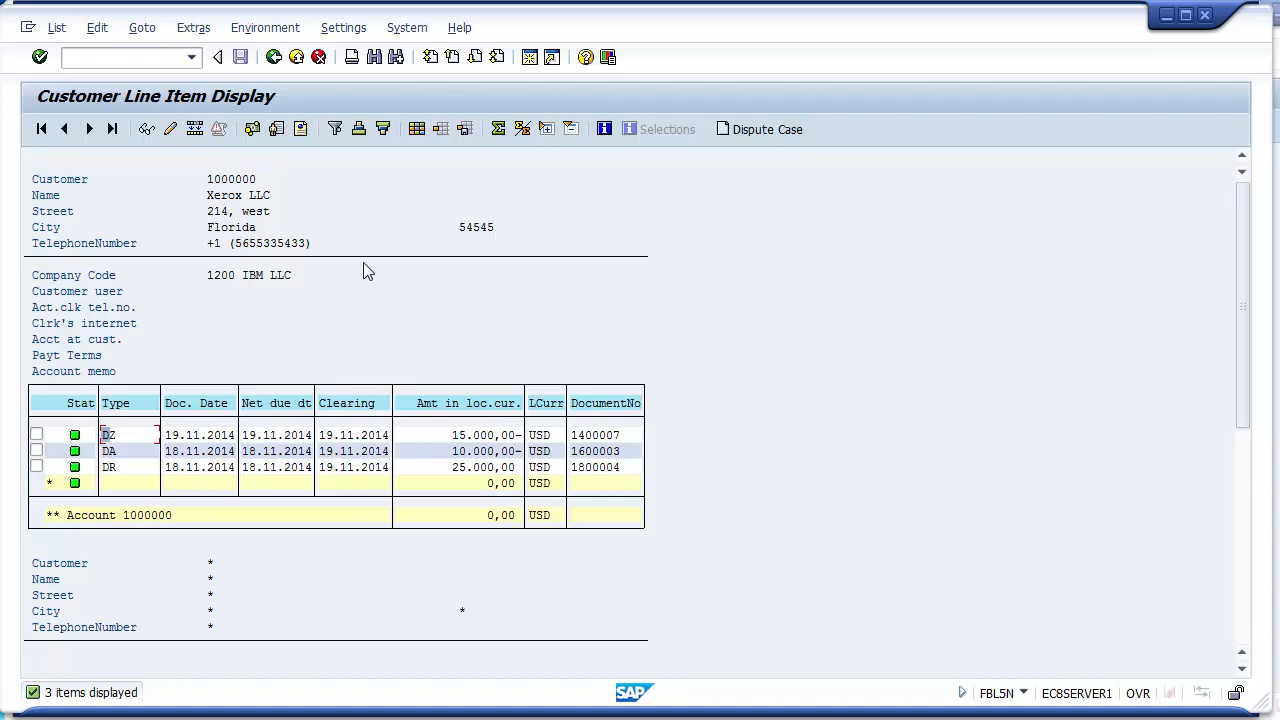 List Edit Goto Extras Environment Settings System Help
Customer Line Item Display
Selections Dispute Case
Customer 1000000
Name Xerox LLC
Street 214, west
City Florida 54545
TelephoneNumber +1 (5655335433)
Company Code 1200 IBM LLC
Customer user
Act.clk tel.no.
Clrk's internet
Acct at cust.
Payt Terms
Account memo
Stat Type Doc. Date Net due dt Clearing Amt in loc.cur. LCurr DocumentNo
DZ 19.11.2014 19.11.2014 19.11.2014 15.000,00- USD 1400007
DA 18.11.2014 18.11.2014 19.11.2014 10.000,00- USD 1600003
DR 18.11.2014 18.11.2014 19.11.2014 25.000,00 USD 1800004
* 0,00 USD
** Account 1000000 0,00 USD
Customer *
Name *
Street *
City * *
TelephoneNumber *
3 items displayed SAP FBL5N EC8SERVER1 OVR